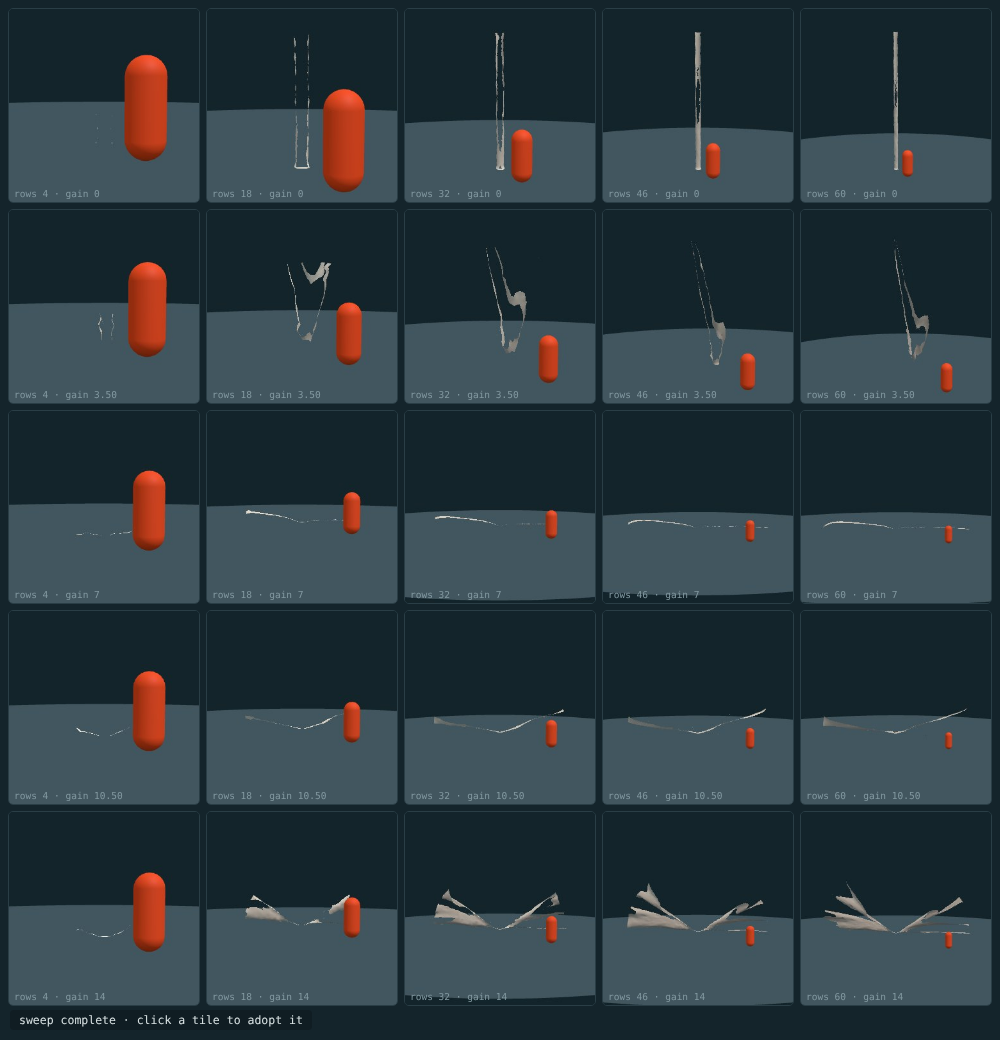 rows 4 · gain 0
rows 18 · gain 0
rows 32 · gain 0
rows 46 · gain 0
rows 60 · gain 0
rows 4 · gain 3.50
rows 18 · gain 3.50
rows 32 · gain 3.50
rows 46 · gain 3.50
rows 60 · gain 3.50
rows 4 · gain 7
rows 18 · gain 7
rows 32 · gain 7
rows 46 · gain 7
rows 60 · gain 7
rows 4 · gain 10.50
rows 18 · gain 10.50
rows 32 · gain 10.50
rows 46 · gain 10.50
rows 60 · gain 10.50
rows 4 · gain 14
rows 18 · gain 14
rows 32 · gain 14
rows 46 · gain 14
rows 60 · gain 14
sweep complete · click a tile to adopt it